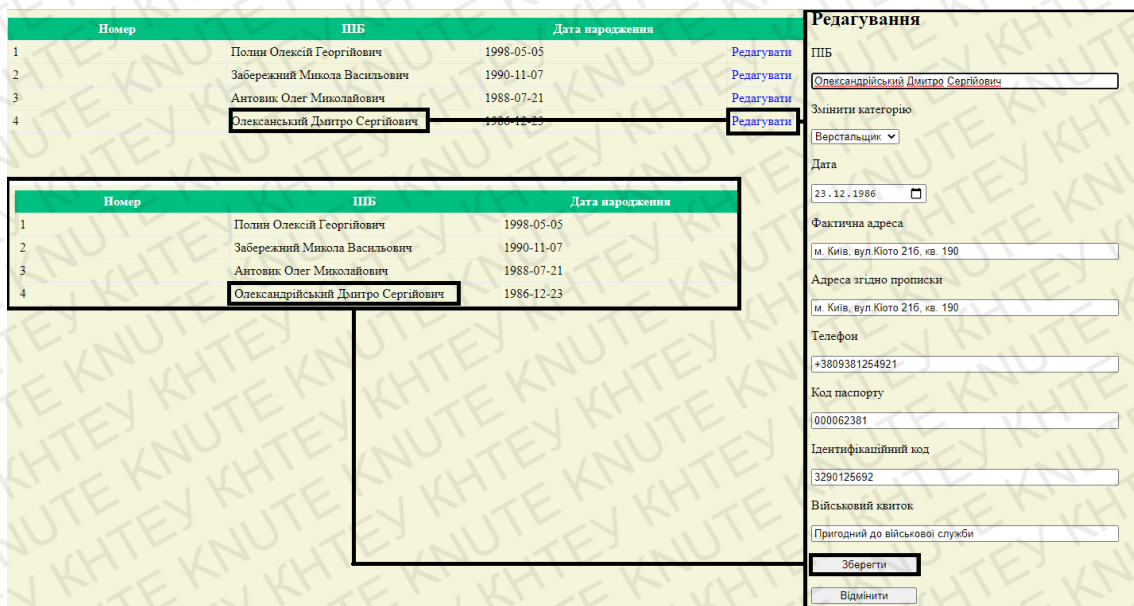 Номер ПІБ Дата народження
1 Полин Олексій Георгійович 1998-05-05 Редагувати
2 Забережний Микола Васильович 1990-11-07 Редагувати
3 Антовик Олег Миколайович 1988-07-21 Редагувати
4 Олексанський Дмитро Сергійович 1986-12-23 Редагувати
Номер ПІБ Дата народження
1 Полин Олексій Георгійович 1998-05-05
2 Забережний Микола Васильович 1990-11-07
3 Антовик Олег Миколайович 1988-07-21
4 Олександрійський Дмитро Сергійович 1986-12-23
Редагування
ПІБ
Олександрійський Дмитро Сергійович
Змінити категорію
Верстальщик
Дата
23.12.1986
Фактична адреса
м. Київ, вул.Кіото 21б, кв. 190
Адреса згідно прописки
м. Київ, вул.Кіото 21б, кв. 190
Телефон
+3809381254921
Код паспорту
000062381
Ідентифікаційний код
3290125692
Військовий квиток
Пригодний до військової служби
Зберегти
Відмінити